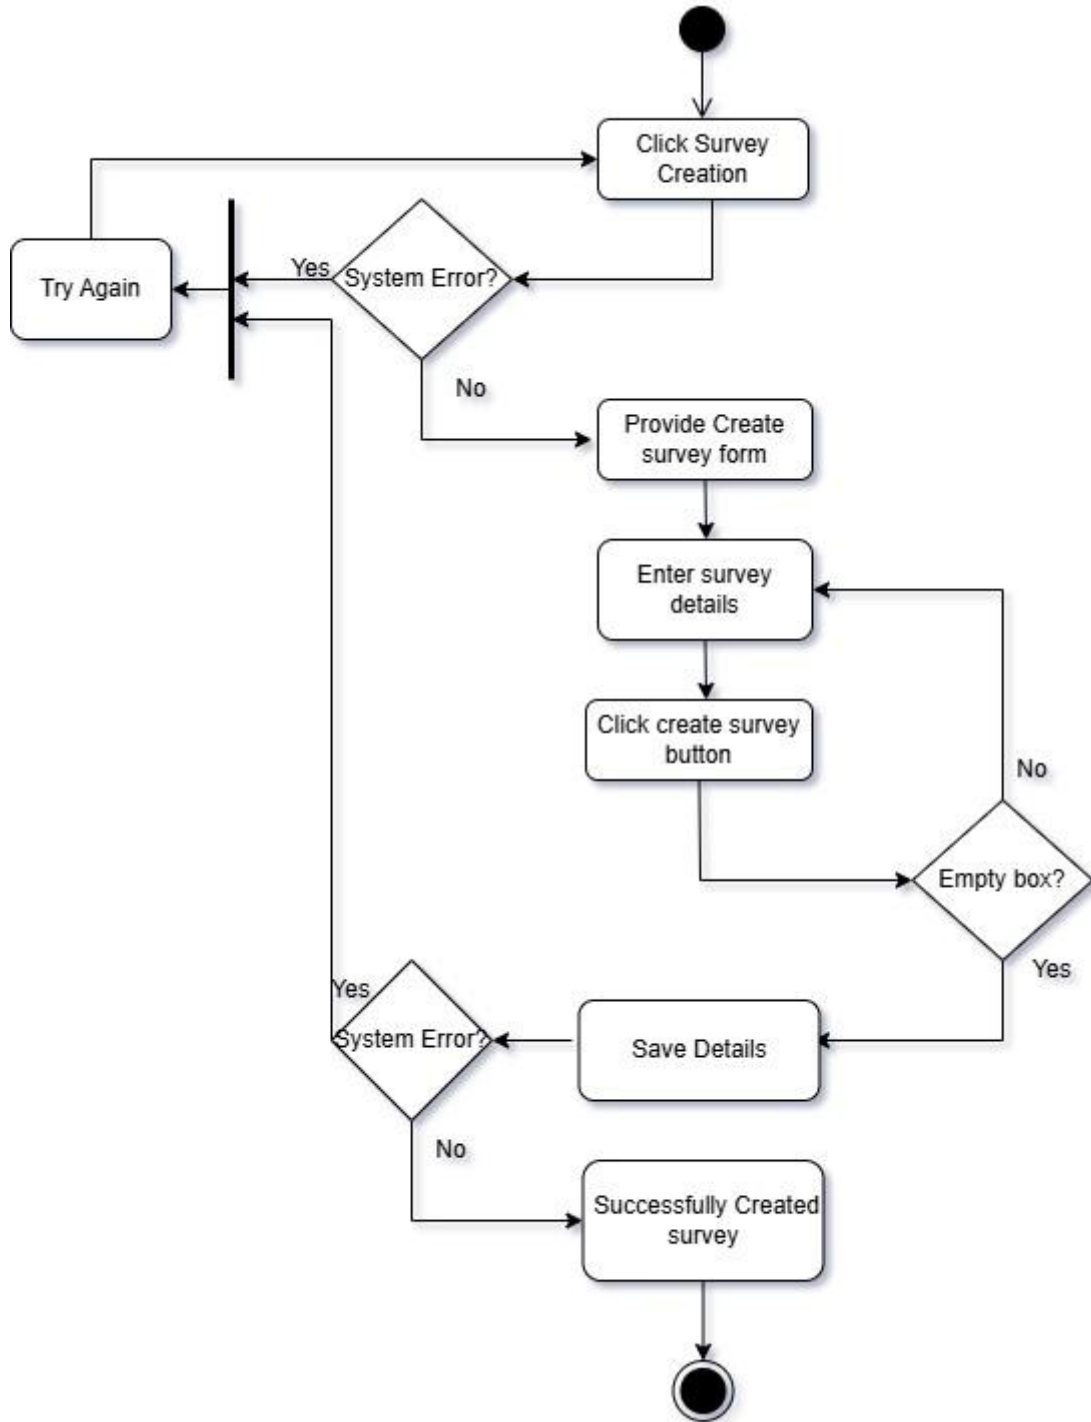 Click Survey
Creation
Try Again
Yes
System Error?
No
Provide Create
survey form
Enter survey
details
Click create survey
button
No
Empty box?
Yes
Yes
System Error?
Save Details
No
Successfully Created
survey